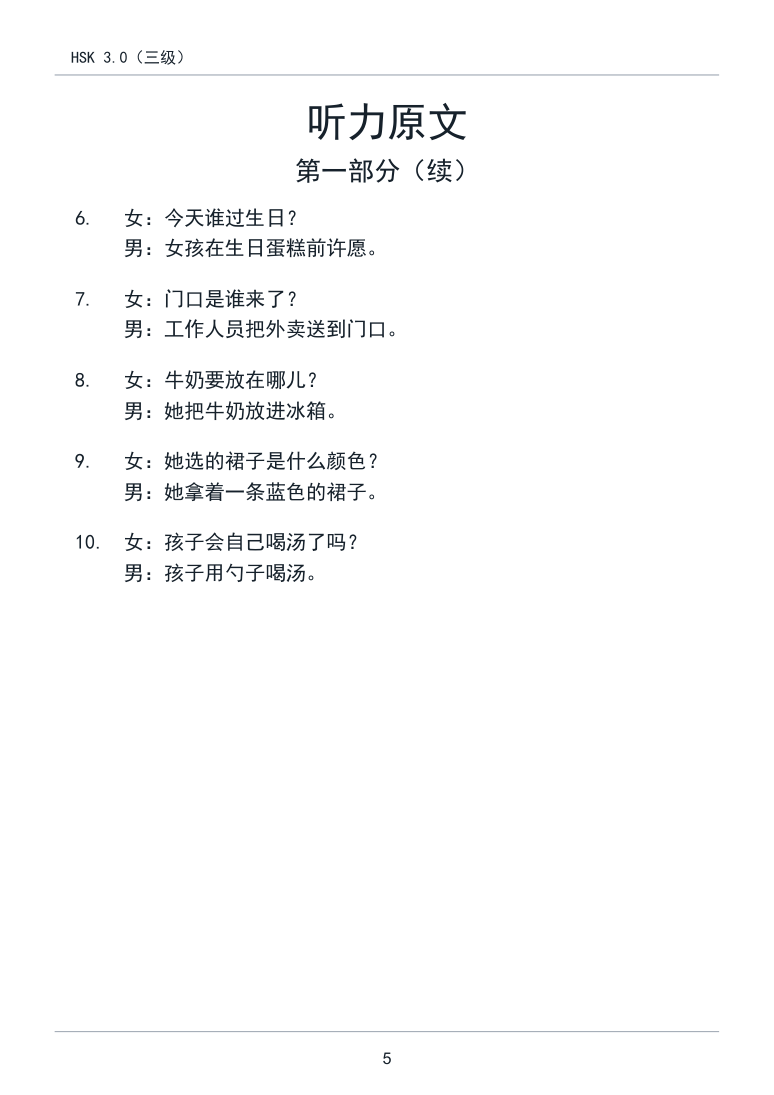 HSK 3.0（三级）
听力原文
第一部分（续）
6. 女：今天谁过生日？
男：女孩在生日蛋糕前许愿。
7. 女：门口是谁来了？
男：工作人员把外卖送到门口。
8. 女：牛奶要放在哪儿？
男：她把牛奶放进冰箱。
9. 女：她选的裙子是什么颜色？
男：她拿着一条蓝色的裙子。
10. 女：孩子会自己喝汤了吗？
男：孩子用勺子喝汤。
5